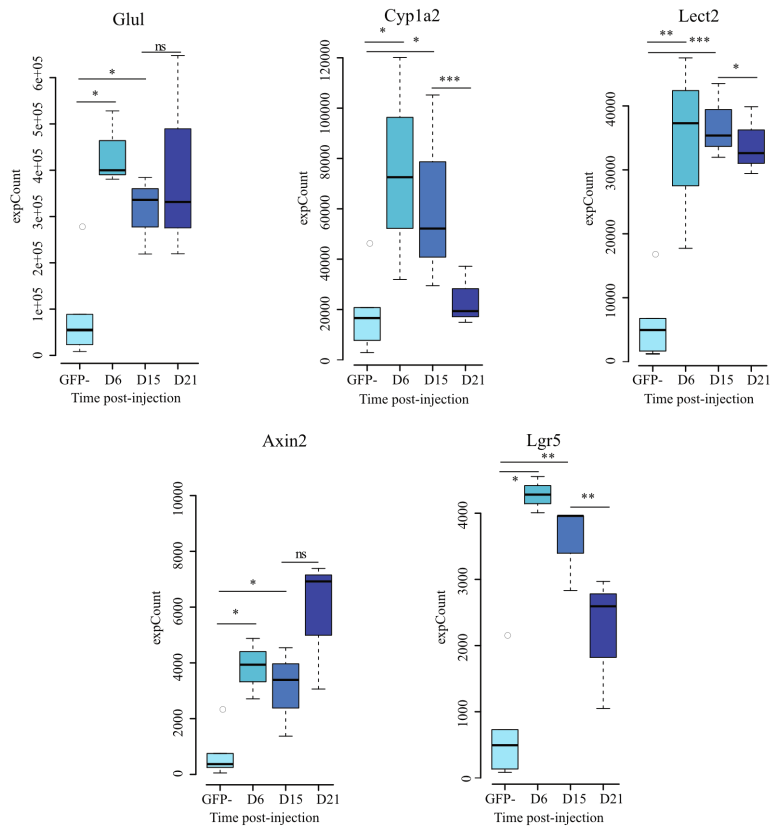 Glul
ns
*
*
expCount
0
1e+05
2e+05
3e+05
4e+05
5e+05
6e+05
GFP- D6 D15 D21
Time post-injection
Cyp1a2
* *
***
expCount
0
20000
40000
60000
80000
120000
GFP- D6 D15 D21
Time post-injection
Lect2
** ***
*
expCount
0
10000
20000
30000
40000
GFP- D6 D15 D21
Time post-injection
Axin2
ns
*
*
expCount
0
2000
4000
6000
8000
10000
GFP- D6 D15 D21
Time post-injection
Lgr5
**
*
**
expCount
0
1000
2000
3000
4000
GFP- D6 D15 D21
Time post-injection